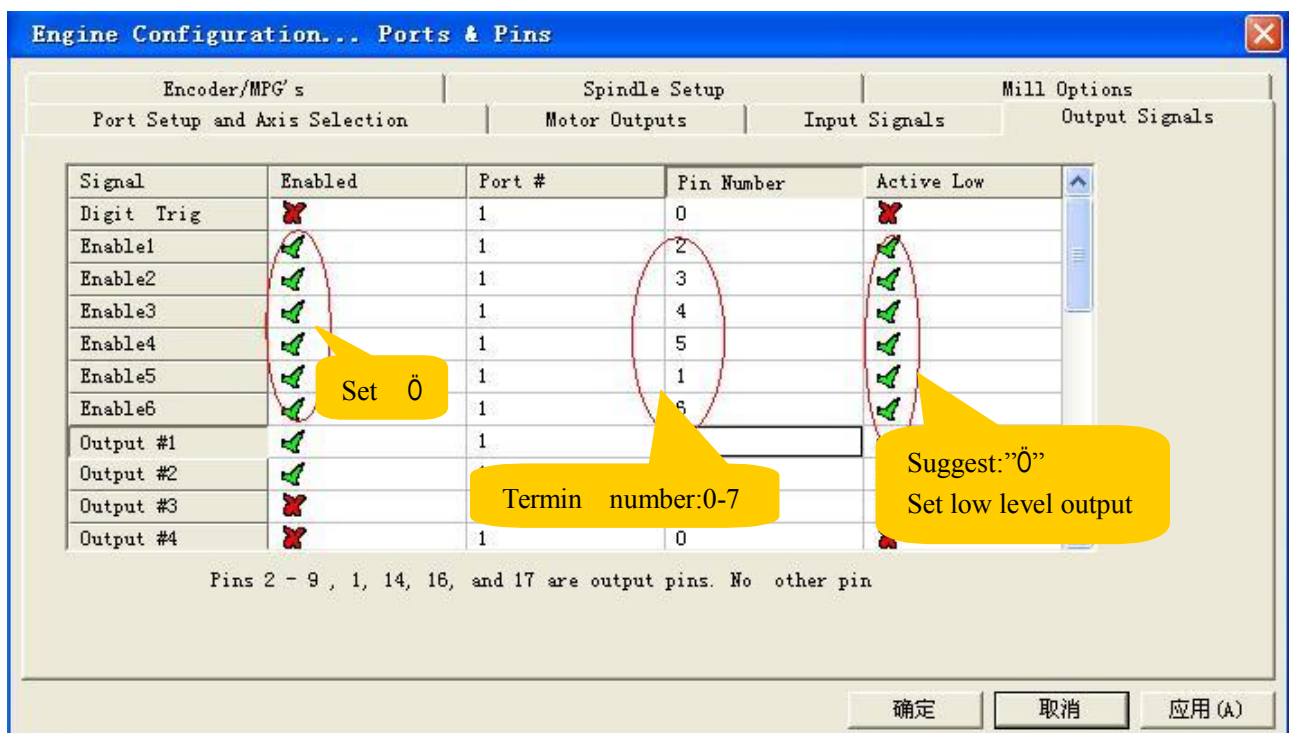 Engine Configuration... Ports & Pins
Encoder/MPG's Spindle Setup Mill Options
Port Setup and Axis Selection Motor Outputs Input Signals Output Signals
Signal Enabled Port # Pin Number Active Low
Digit Trig 1 0
Enable1 1 2
Enable2 1 3
Enable3 1 4
Enable4 1 5
Enable5 1 1
Enable6 1 6
Set Ö
Output #1 1
Output #2
Output #3
Output #4 1 0
Termin number:0-7
Suggest:”Ö”
Set low level output
Pins 2 - 9 , 1, 14, 16, and 17 are output pins. No other pin
确定 取消 应用(A)